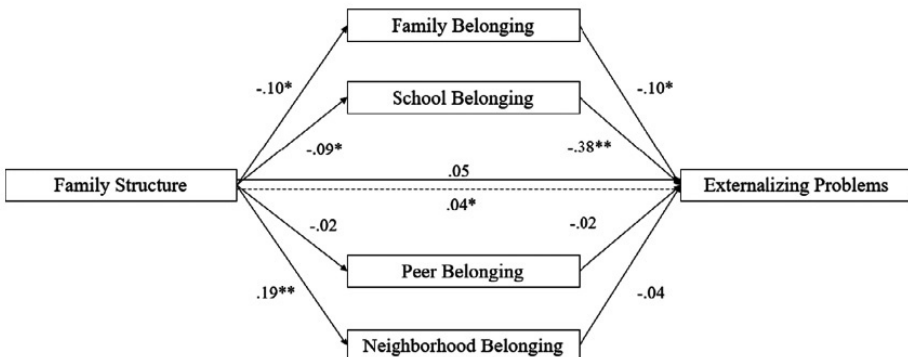 Family Belonging
-.10*
-.10*
School Belonging
-.09*
-.38**
.05
Family Structure
Externalizing Problems
.04*
-.02
-.02
Peer Belonging
.19**
-.04
Neighborhood Belonging